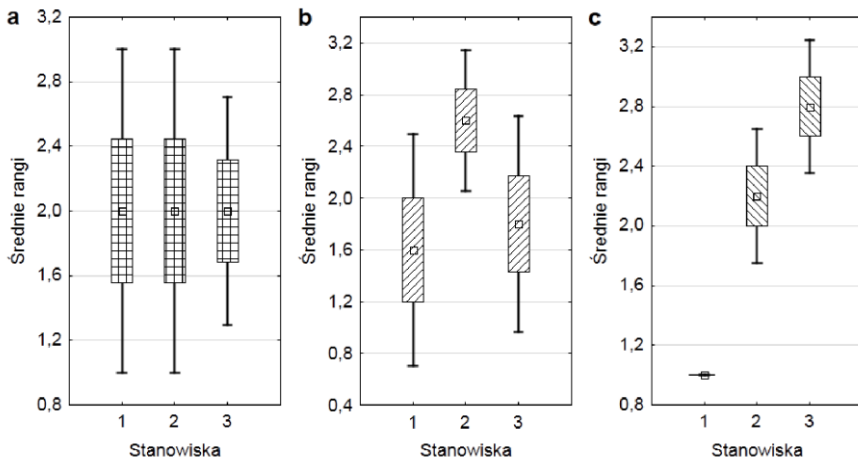 a
Średnie rangi
3,2
2,8
2,4
2,0
1,6
1,2
0,8
1 2 3
Stanowiska
b
Średnie rangi
3,2
2,8
2,4
2,0
1,6
1,2
0,8
0,4
1 2 3
Stanowiska
c
Średnie rangi
3,2
2,8
2,4
2,0
1,6
1,2
0,8
1 2 3
Stanowiska